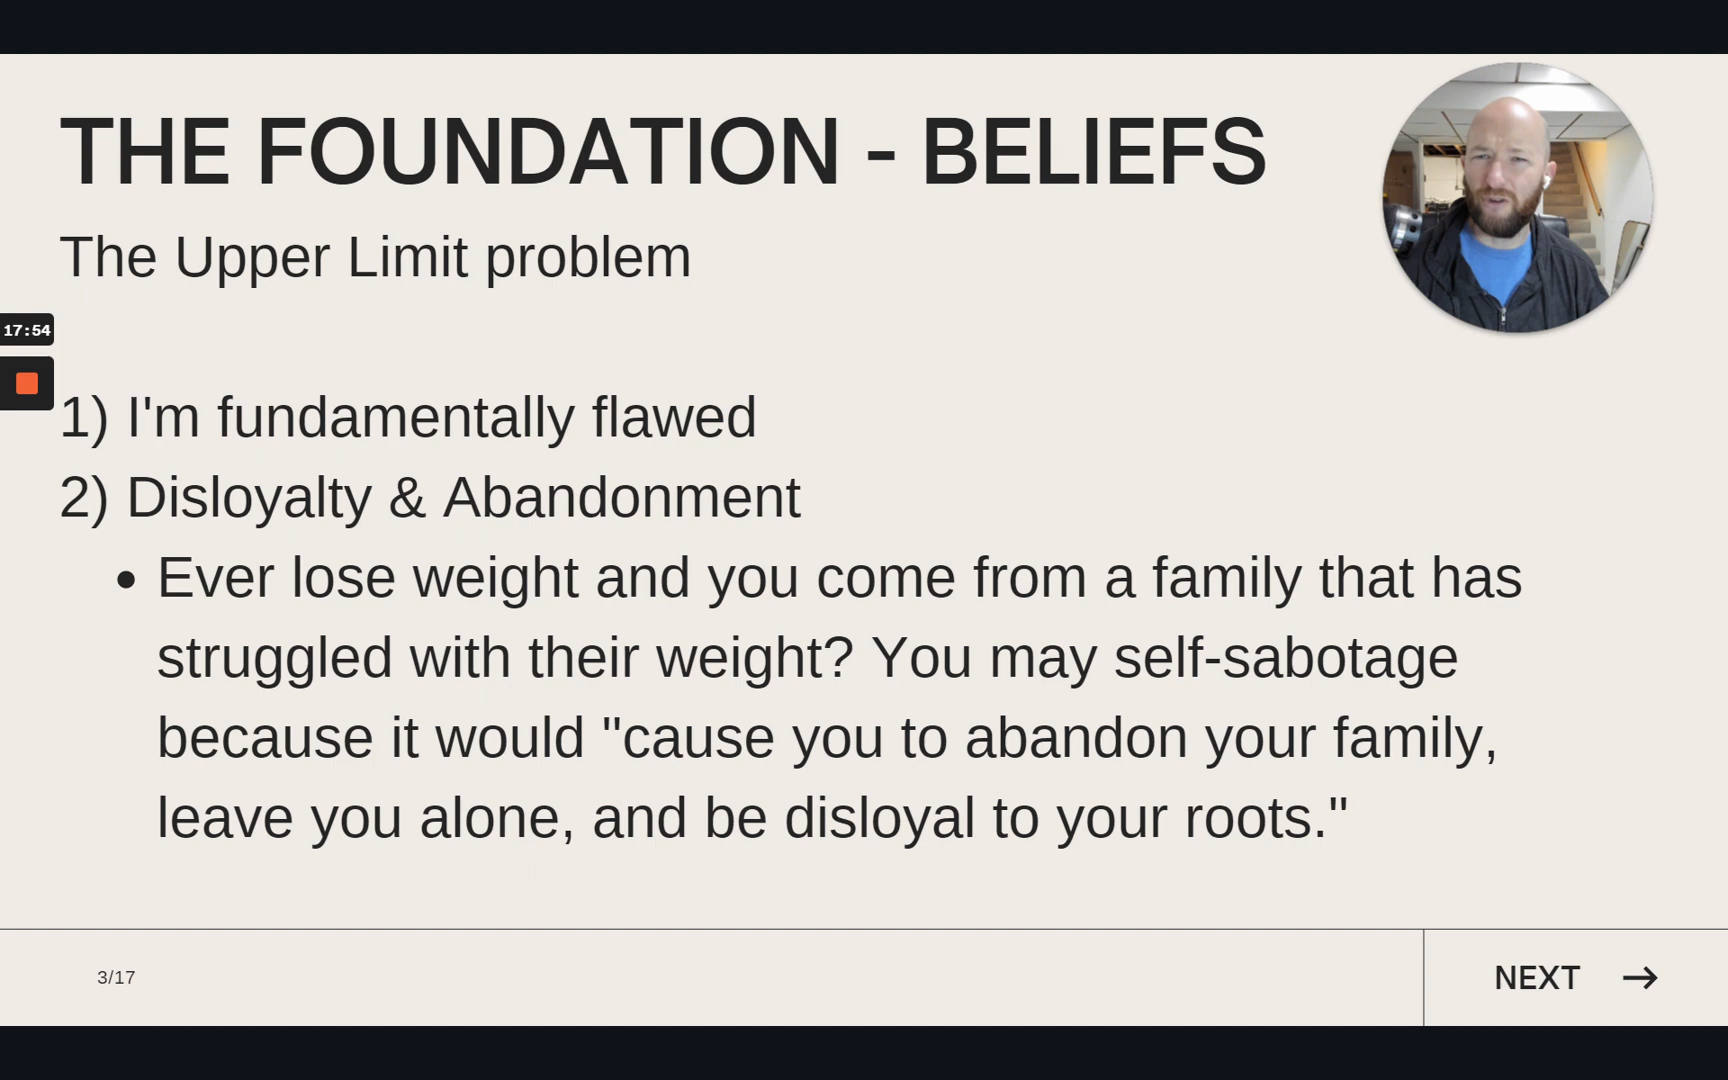 THE FOUNDATION - BELIEFS
The Upper Limit problem
17:54
1) I'm fundamentally flawed
2) Disloyalty & Abandonment
• Ever lose weight and you come from a family that has
struggled with their weight? You may self-sabotage
because it would "cause you to abandon your family,
leave you alone, and be disloyal to your roots."
3/17
NEXT →